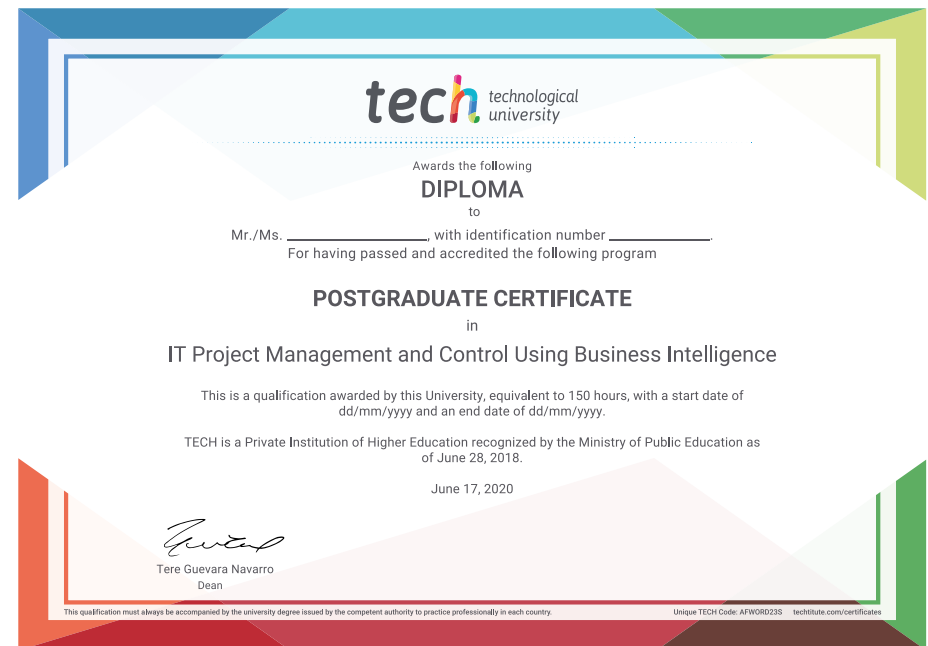 tech technological
university
Awards the following
DIPLOMA
to
Mr./Ms. ____________________, with identification number ______________.
For having passed and accredited the following program
POSTGRADUATE CERTIFICATE
in
IT Project Management and Control Using Business Intelligence
This is a qualification awarded by this University, equivalent to 150 hours, with a start date of
dd/mm/yyyy and an end date of dd/mm/yyyy.
TECH is a Private Institution of Higher Education recognized by the Ministry of Public Education as
of June 28, 2018.
June 17, 2020
Tere Guevara Navarro
Dean
This qualification must always be accompanied by the university degree issued by the competent authority to practice professionally in each country. Unique TECH Code: AFWORD23S techtitute.com/certificates